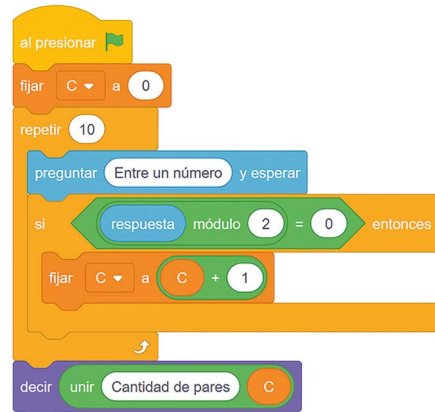 al presionar
fijar C a 0
repetir 10
preguntar Entre un número y esperar
si respuesta módulo 2 = 0 entonces
fijar C a C + 1
decir unir Cantidad de pares C